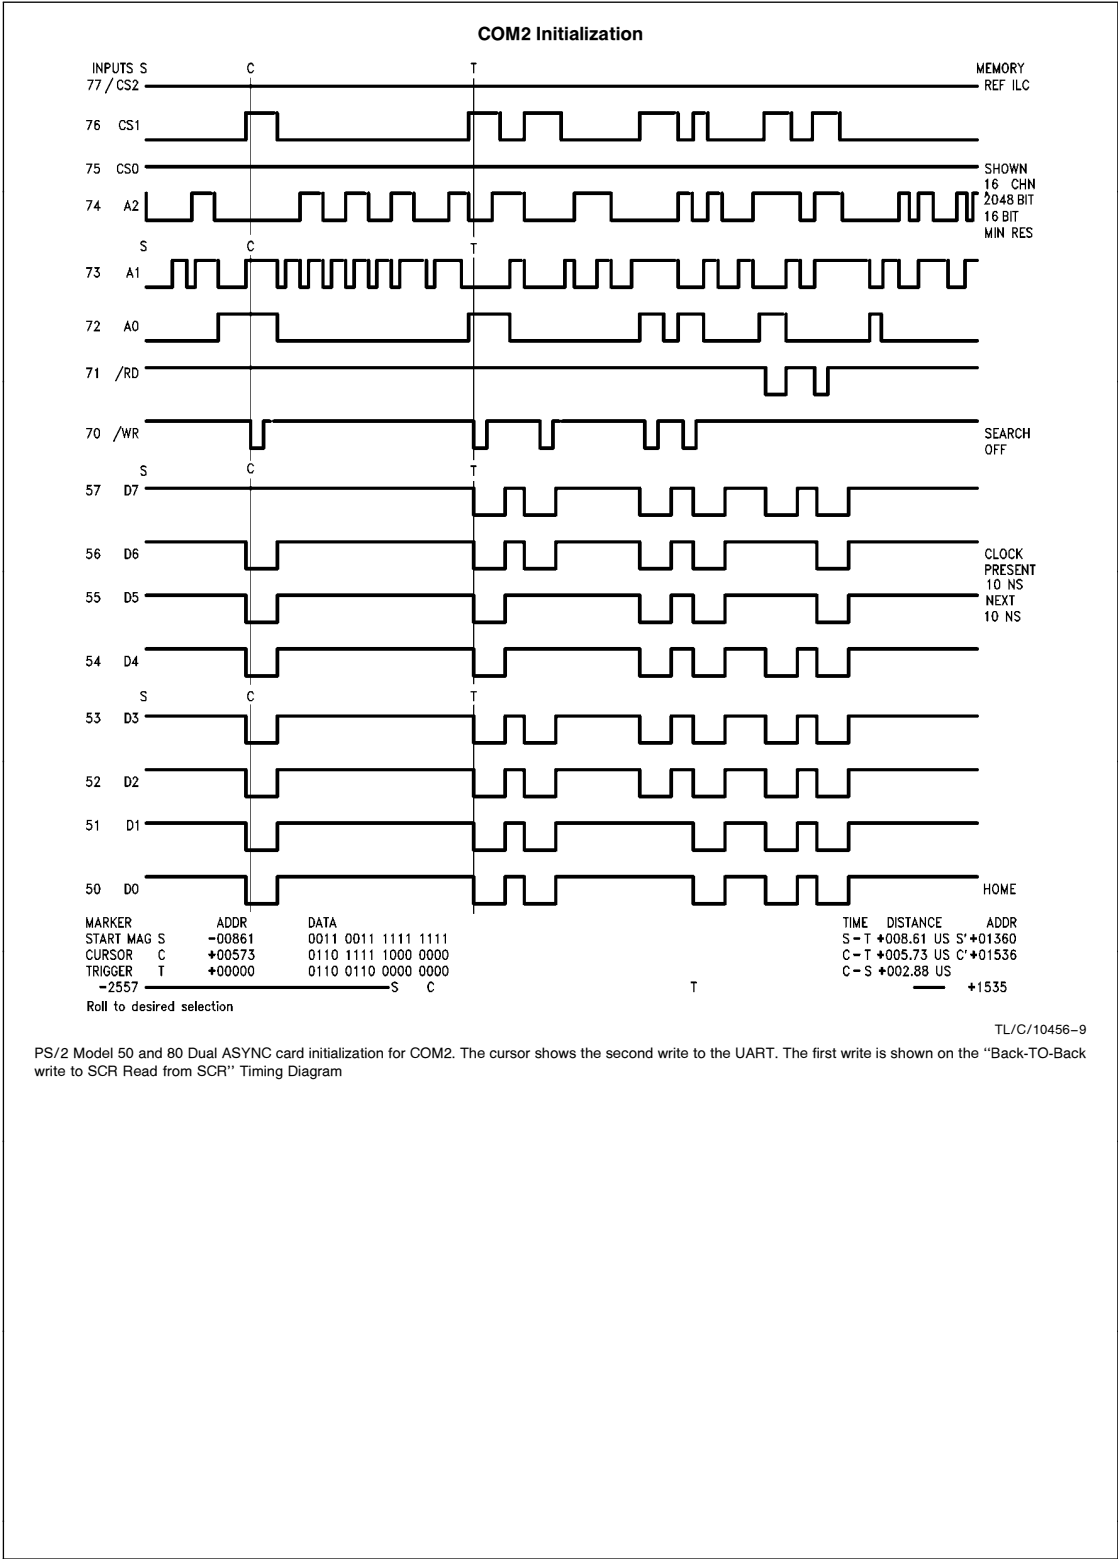 COM2 Initialization
INPUTS S C T MEMORY
77 / CS2 REF ILC
76 CS1
75 CS0 SHOWN
16 CHN
74 A2 2048 BIT
16 BIT
MIN RES
S C T
73 A1
72 A0
71 /RD
70 /WR SEARCH
OFF
S C T
57 D7
56 D6 CLOCK
PRESENT
10 NS
55 D5 NEXT
10 NS
54 D4
S C T
53 D3
52 D2
51 D1
50 D0 HOME
MARKER ADDR DATA TIME DISTANCE ADDR
START MAG S -00861 0011 0011 1111 1111 S-T +008.61 US S'+01360
CURSOR C +00573 0110 1111 1000 0000 C-T +005.73 US C'+01536
TRIGGER T +00000 0110 0110 0000 0000 C-S +002.88 US
-2557 S C T +1535
Roll to desired selection
TL/C/10456–9
PS/2 Model 50 and 80 Dual ASYNC card initialization for COM2. The cursor shows the second write to the UART. The first write is shown on the “Back-TO-Back
write to SCR Read from SCR” Timing Diagram